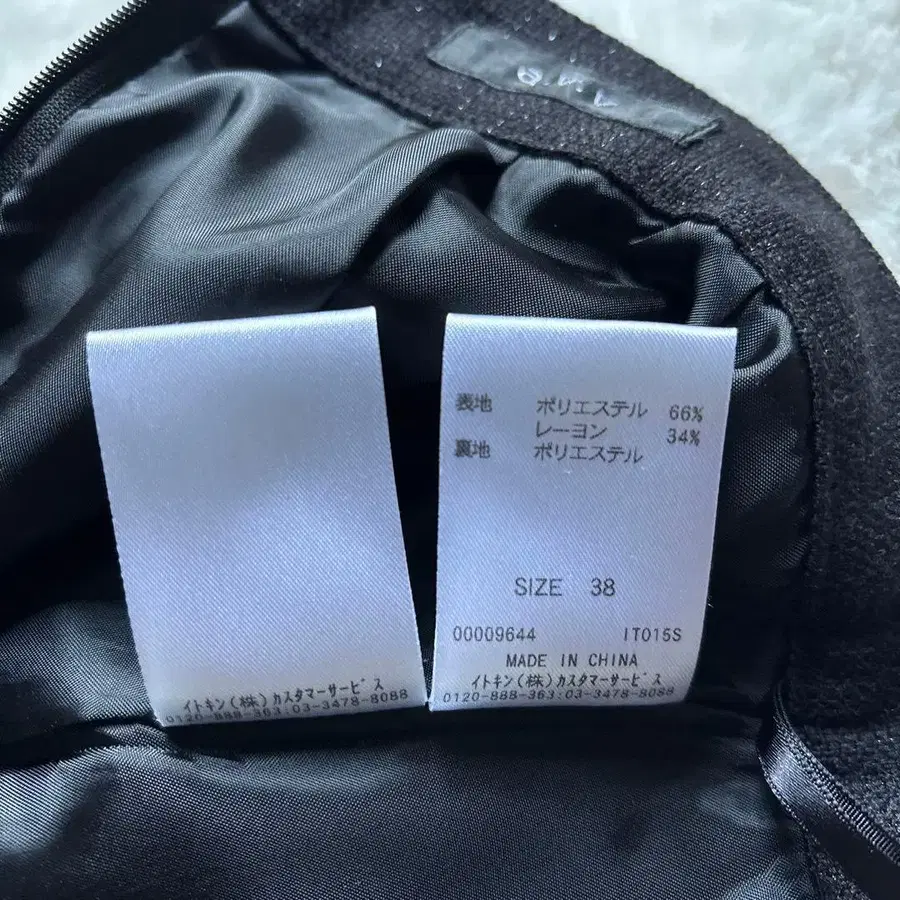 表地 ポリエステル 66%
レーヨン 34%
裏地 ポリエステル
SIZE 38
00009644 IT015S
MADE IN CHINA
イトキン(株)カスタマーサービス
0120-888-363:03-3478-8088
イトキン(株)カスタマーサービス
0120-888-363:03-3478-8088